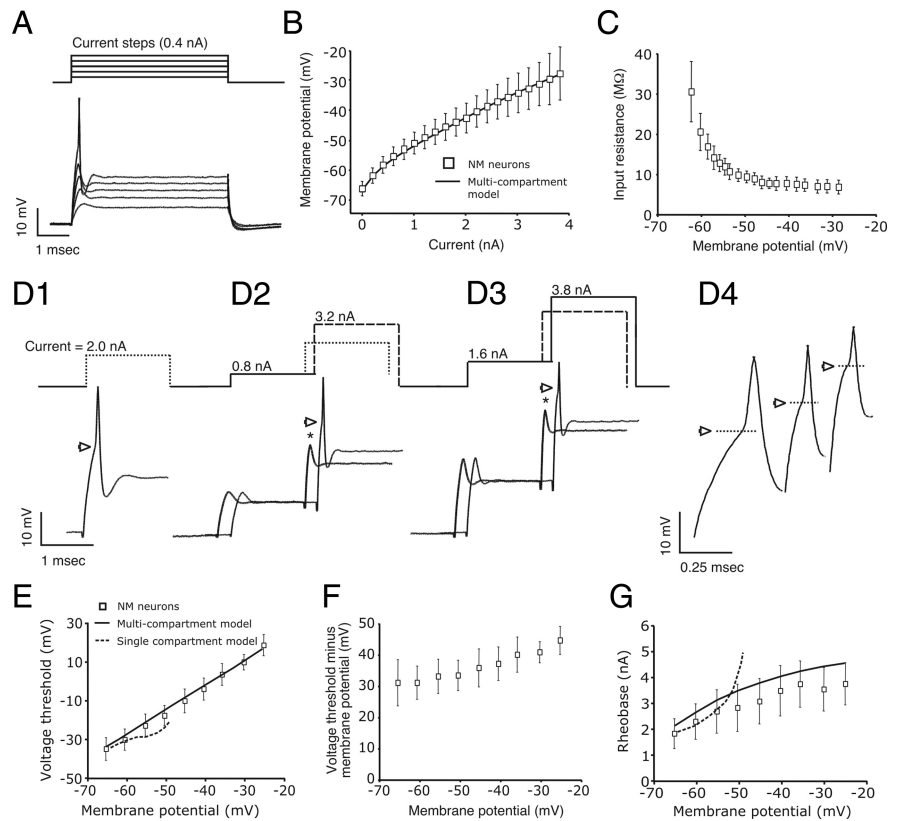 A
Current steps (0.4 nA)
10 mV
1 msec
B
Membrane potential (mV)
-20
-30
-40
-50
-60
-70
NM neurons
Multi-compartment
model
0 1 2 3 4
Current (nA)
C
Input resistance (MΩ)
40
30
20
10
0
-70 -60 -50 -40 -30 -20
Membrane potential (mV)
D1
Current = 2.0 nA
10 mV
1 msec
D2
3.2 nA
0.8 nA
*
D3
3.8 nA
1.6 nA
*
D4
10 mV
0.25 msec
E
NM neurons
Multi-compartment model
Single compartment model
Voltage threshold (mV)
30
10
-10
-30
-50
-70 -60 -50 -40 -30 -20
Membrane potential (mV)
F
Voltage threshold minus
membrane potential (mV)
50
40
30
20
10
0
-70 -60 -50 -40 -30 -20
Membrane potential (mV)
G
Rheobase (nA)
6
5
4
3
2
1
0
-70 -60 -50 -40 -30 -20
Membrane potential (mV)